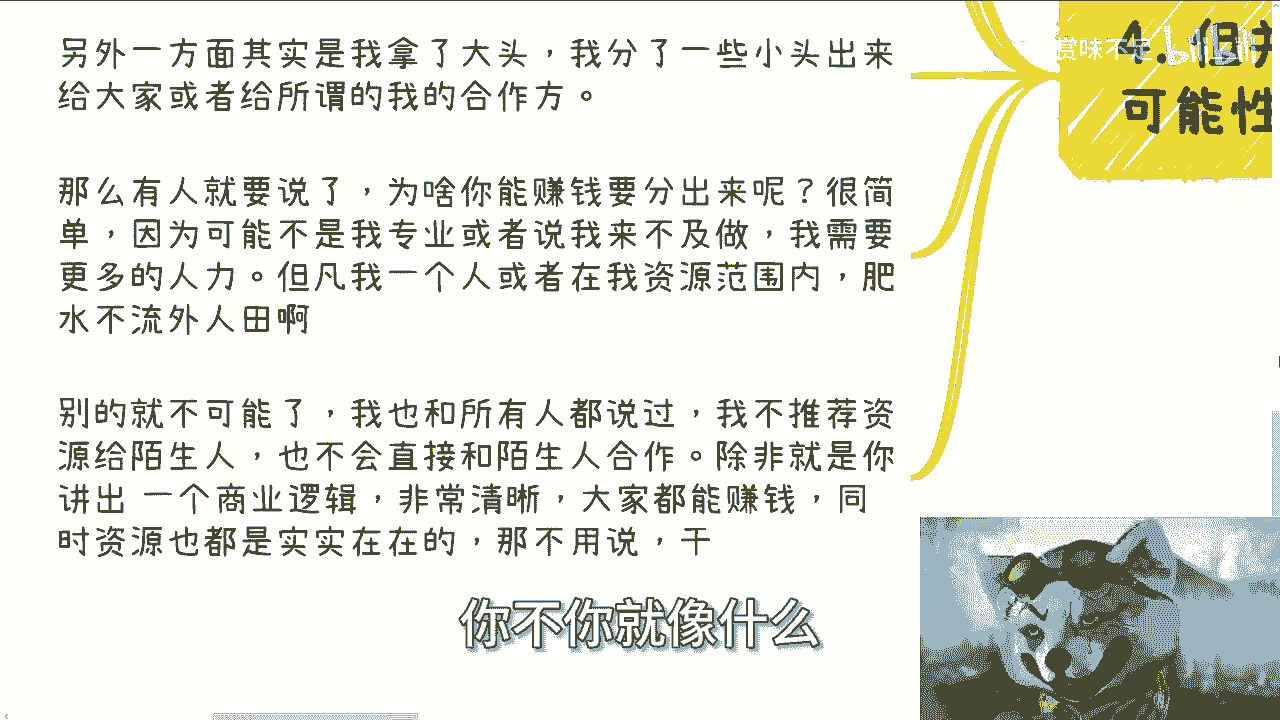 另外一方面其实是我拿了大头，我分了一些小头出来
给大家或者给所谓的我的合作方。
那么有人就要说了，为啥你能赚钱要分出来呢？很简
单，因为可能不是我专业或者说我来不及做，我需要
更多的人力。但凡我一个人或者在我资源范围内，肥
水不流外人田啊
别的就不可能了，我也和所有人都说过，我不推荐资
源给陌生人，也不会直接和陌生人合作。除非就是你
讲出 一个商业逻辑，非常清晰，大家都能赚钱，同
时资源也都是实实在在的，那不用说，干
4.但并
可能性
赏味不足 bilibili
你不你就像什么